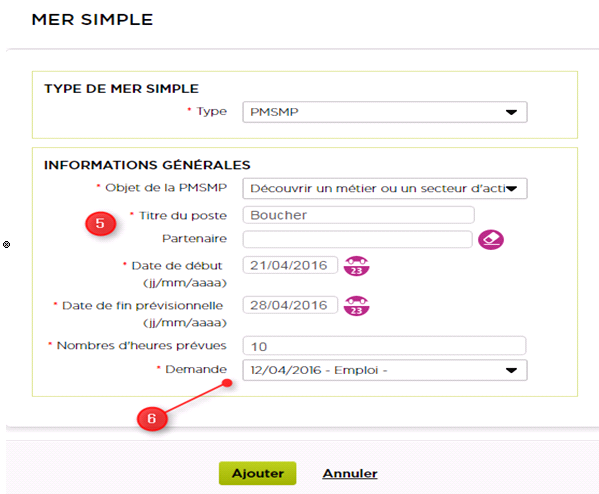 MER SIMPLE
TYPE DE MER SIMPLE
* Type PMSMP
INFORMATIONS GÉNÉRALES
* Objet de la PMSMP Découvrir un métier ou un secteur d'acti
5
* Titre du poste Boucher
Partenaire
* Date de début 21/04/2016 23
(jj/mm/aaaa)
* Date de fin prévisionnelle 28/04/2016 23
(jj/mm/aaaa)
* Nombres d'heures prévues 10
* Demande 12/04/2016 - Emploi -
6
Ajouter Annuler